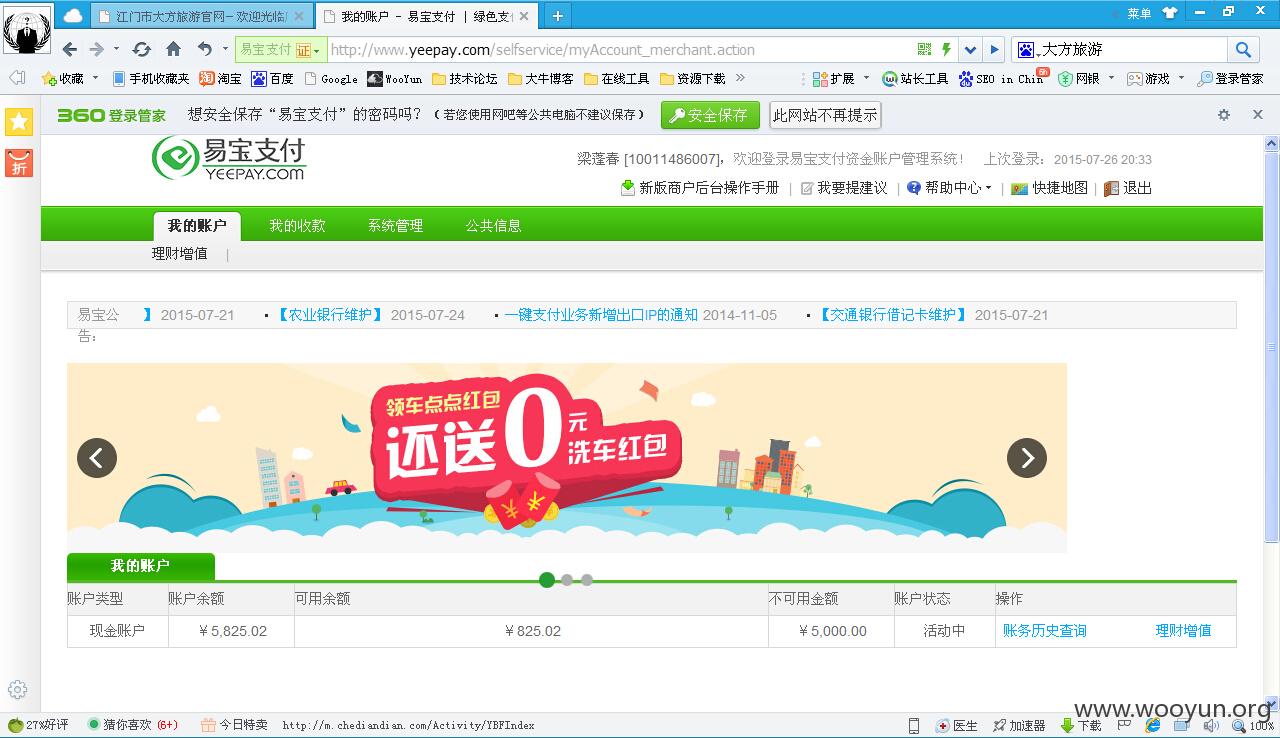 江门市大方旅游官网 – 欢迎光临 我的账户 - 易宝支付 | 绿色支 菜单
易宝支付 证 http://www.yeepay.com/selfservice/myAccount_merchant.action 大方旅游
收藏 手机收藏夹 淘宝 百度 Google WooYun 技术论坛 大牛博客 在线工具 资源下载 扩展 站长工具 SEO in Chin 网银 游戏 登录管家
360 登录管家 想安全保存“易宝支付”的密码吗？（若您使用网吧等公共电脑不建议保存） 安全保存 此网站不再提示
折
易宝支付
YEEPAY.COM
梁莲春 [10011486007]，欢迎登录易宝支付资金账户管理系统！ 上次登录：2015-07-26 20:33
新版商户后台操作手册 | 我要提建议 | 帮助中心 | 快捷地图 | 退出
我的账户 我的收款 系统管理 公共信息
理财增值 |
易宝公告： 】 2015-07-21 【农业银行维护】 2015-07-24 一键支付业务新增出口IP的通知 2014-11-05 【交通银行借记卡维护】 2015-07-21
领车点点红包
还送0元洗车红包
我的账户
账户类型 账户余额 可用余额 不可用金额 账户状态 操作
现金账户 ￥5,825.02 ￥825.02 ￥5,000.00 活动中 账务历史查询 理财增值
www.wooyun.org
27%好评 猜你喜欢 (6+) 今日特卖 http://m.chediandian.com/Activity/YBFIndex 医生 加速器 下载 100%